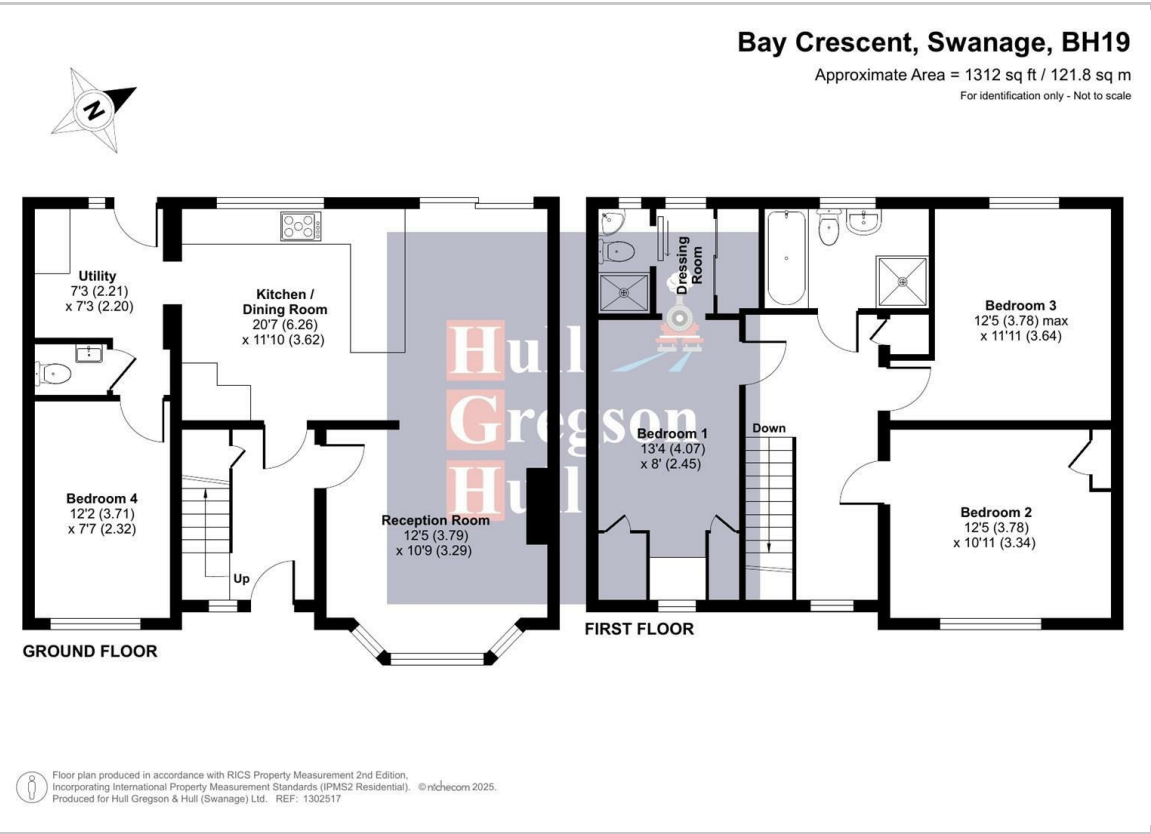 Bay Crescent, Swanage, BH19
Approximate Area = 1312 sq ft / 121.8 sq m
For identification only - Not to scale
N
Utility
7'3 (2.21)
x 7'3 (2.20)
Kitchen /
Dining Room
20'7 (6.26)
x 11'10 (3.62)
Bedroom 4
12'2 (3.71)
x 7'7 (2.32)
Up
Reception Room
12'5 (3.79)
x 10'9 (3.29)
GROUND FLOOR
Hull
Gregson
Hull
Dressing
Room
Bedroom 3
12'5 (3.78) max
x 11'11 (3.64)
Bedroom 1
13'4 (4.07)
x 8' (2.45)
Down
Bedroom 2
12'5 (3.78)
x 10'11 (3.34)
FIRST FLOOR
Floor plan produced in accordance with RICS Property Measurement 2nd Edition,
Incorporating International Property Measurement Standards (IPMS2 Residential). © nichecom 2025.
Produced for Hull Gregson & Hull (Swanage) Ltd. REF: 1302517